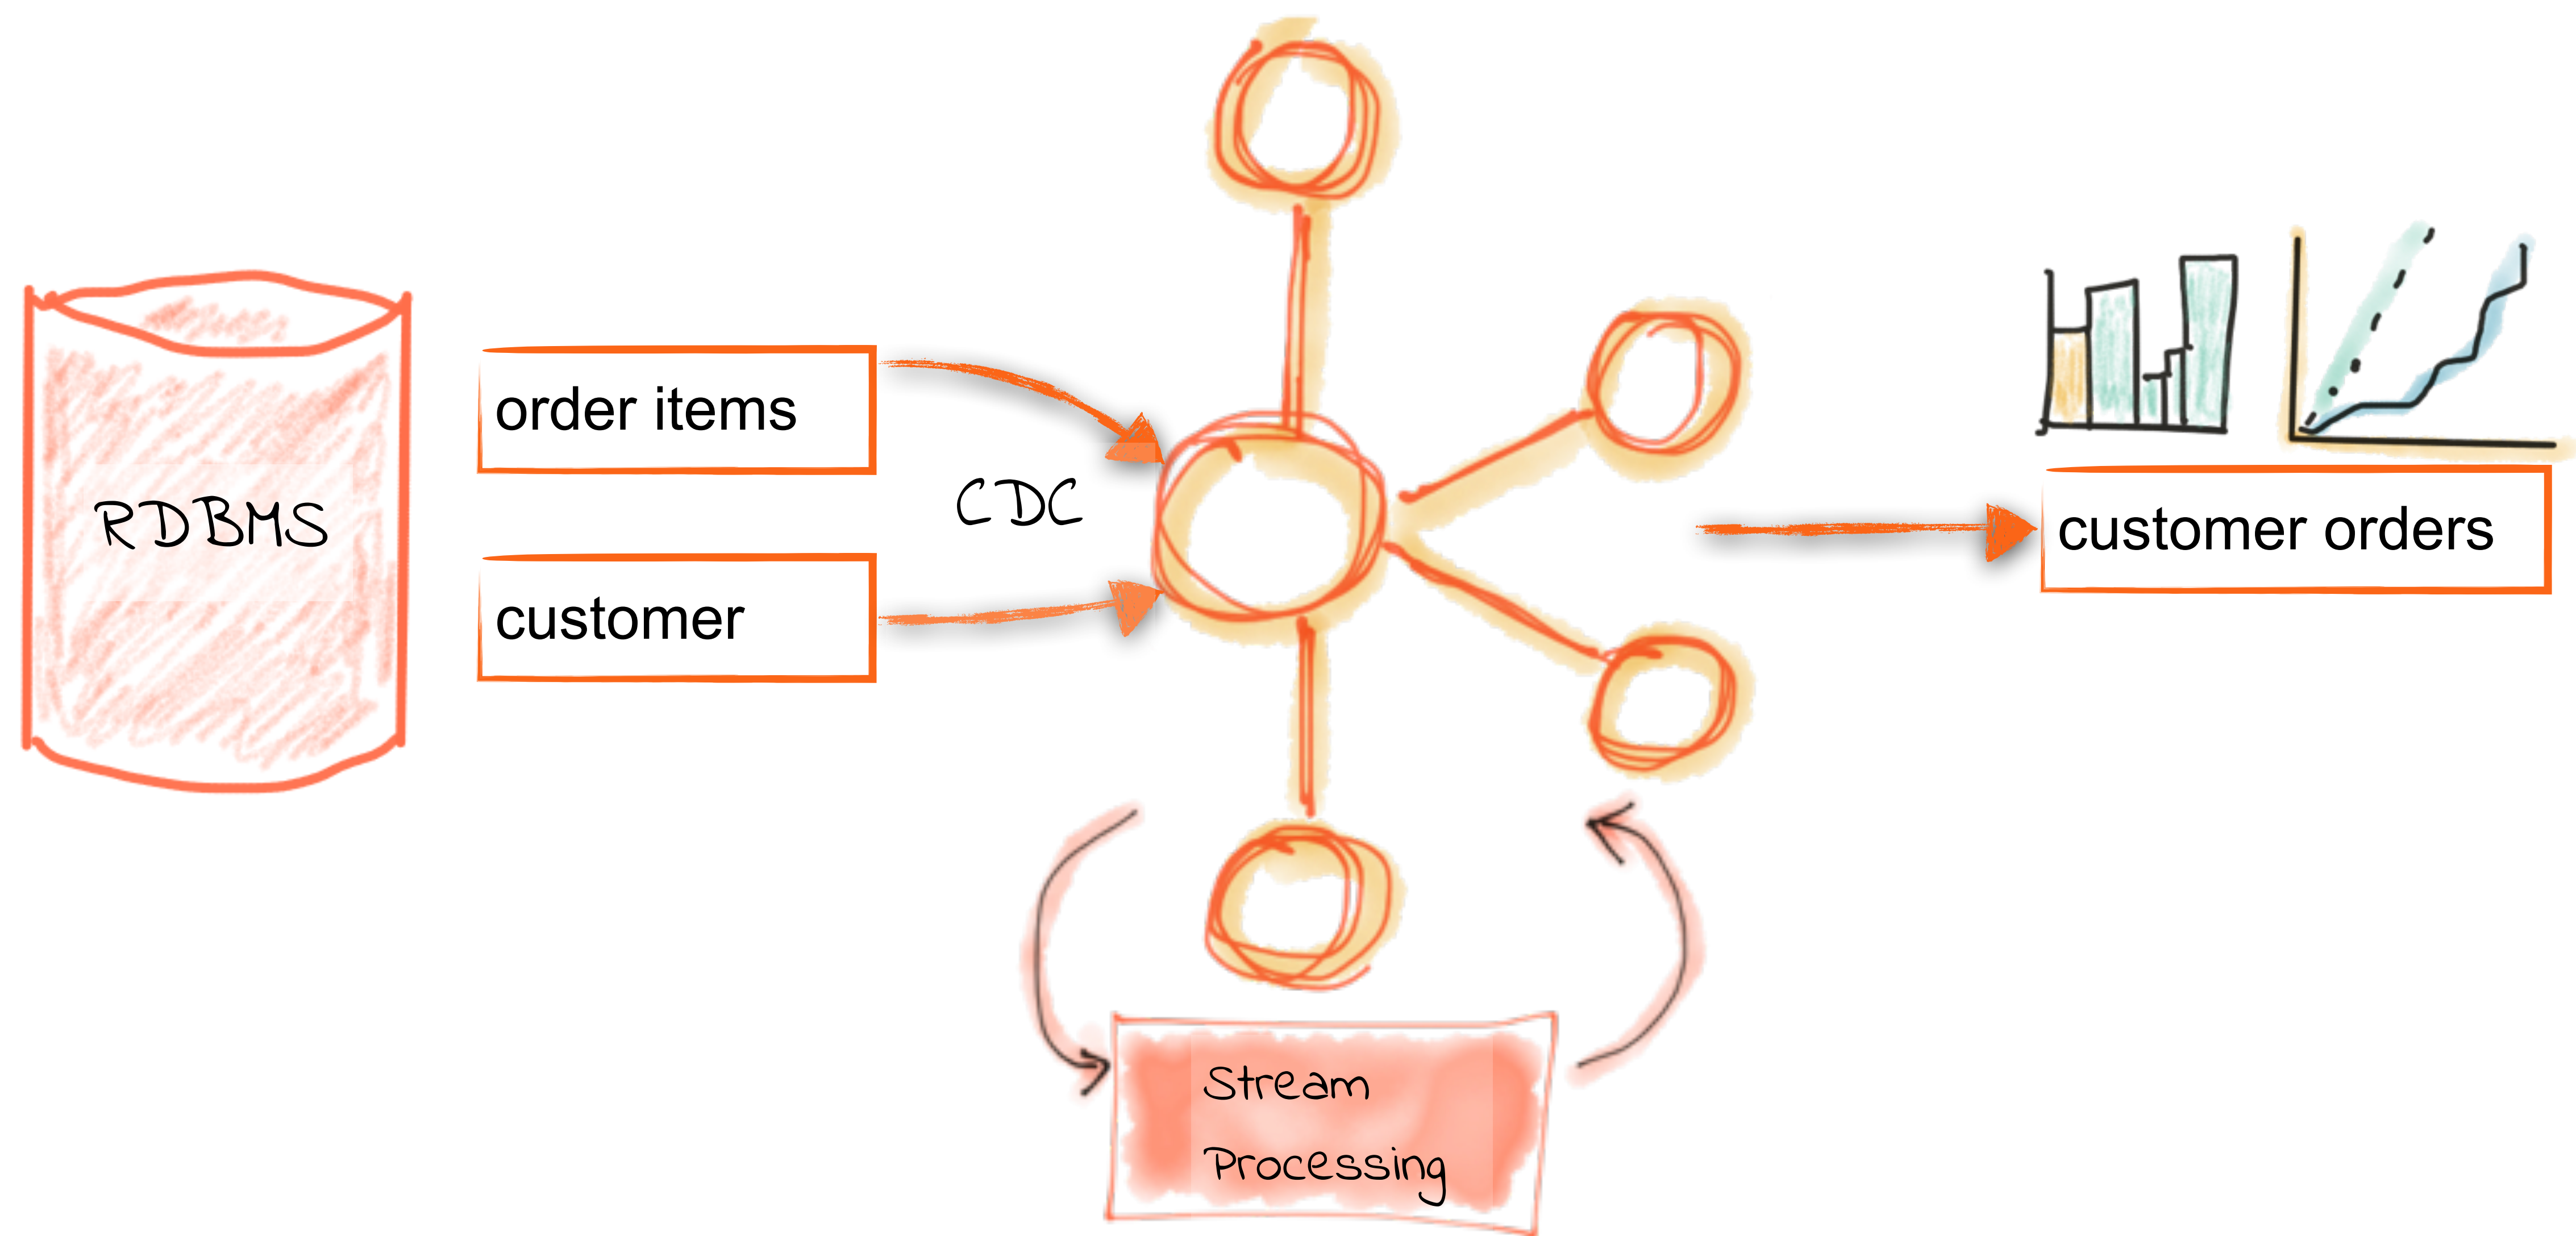 RDBMS
order items
customer
CDC
customer orders
Stream
Processing